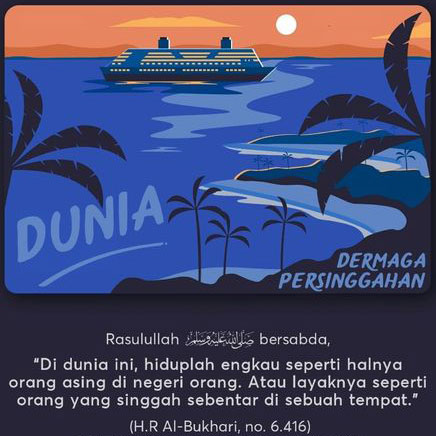 DUNIA
DERMAGA
PERSINGGAHAN
Rasulullah ﷺ bersabda,
“Di dunia ini, hiduplah engkau seperti halnya
orang asing di negeri orang. Atau layaknya seperti
orang yang singgah sebentar di sebuah tempat.”
(H.R Al-Bukhari, no. 6.416)